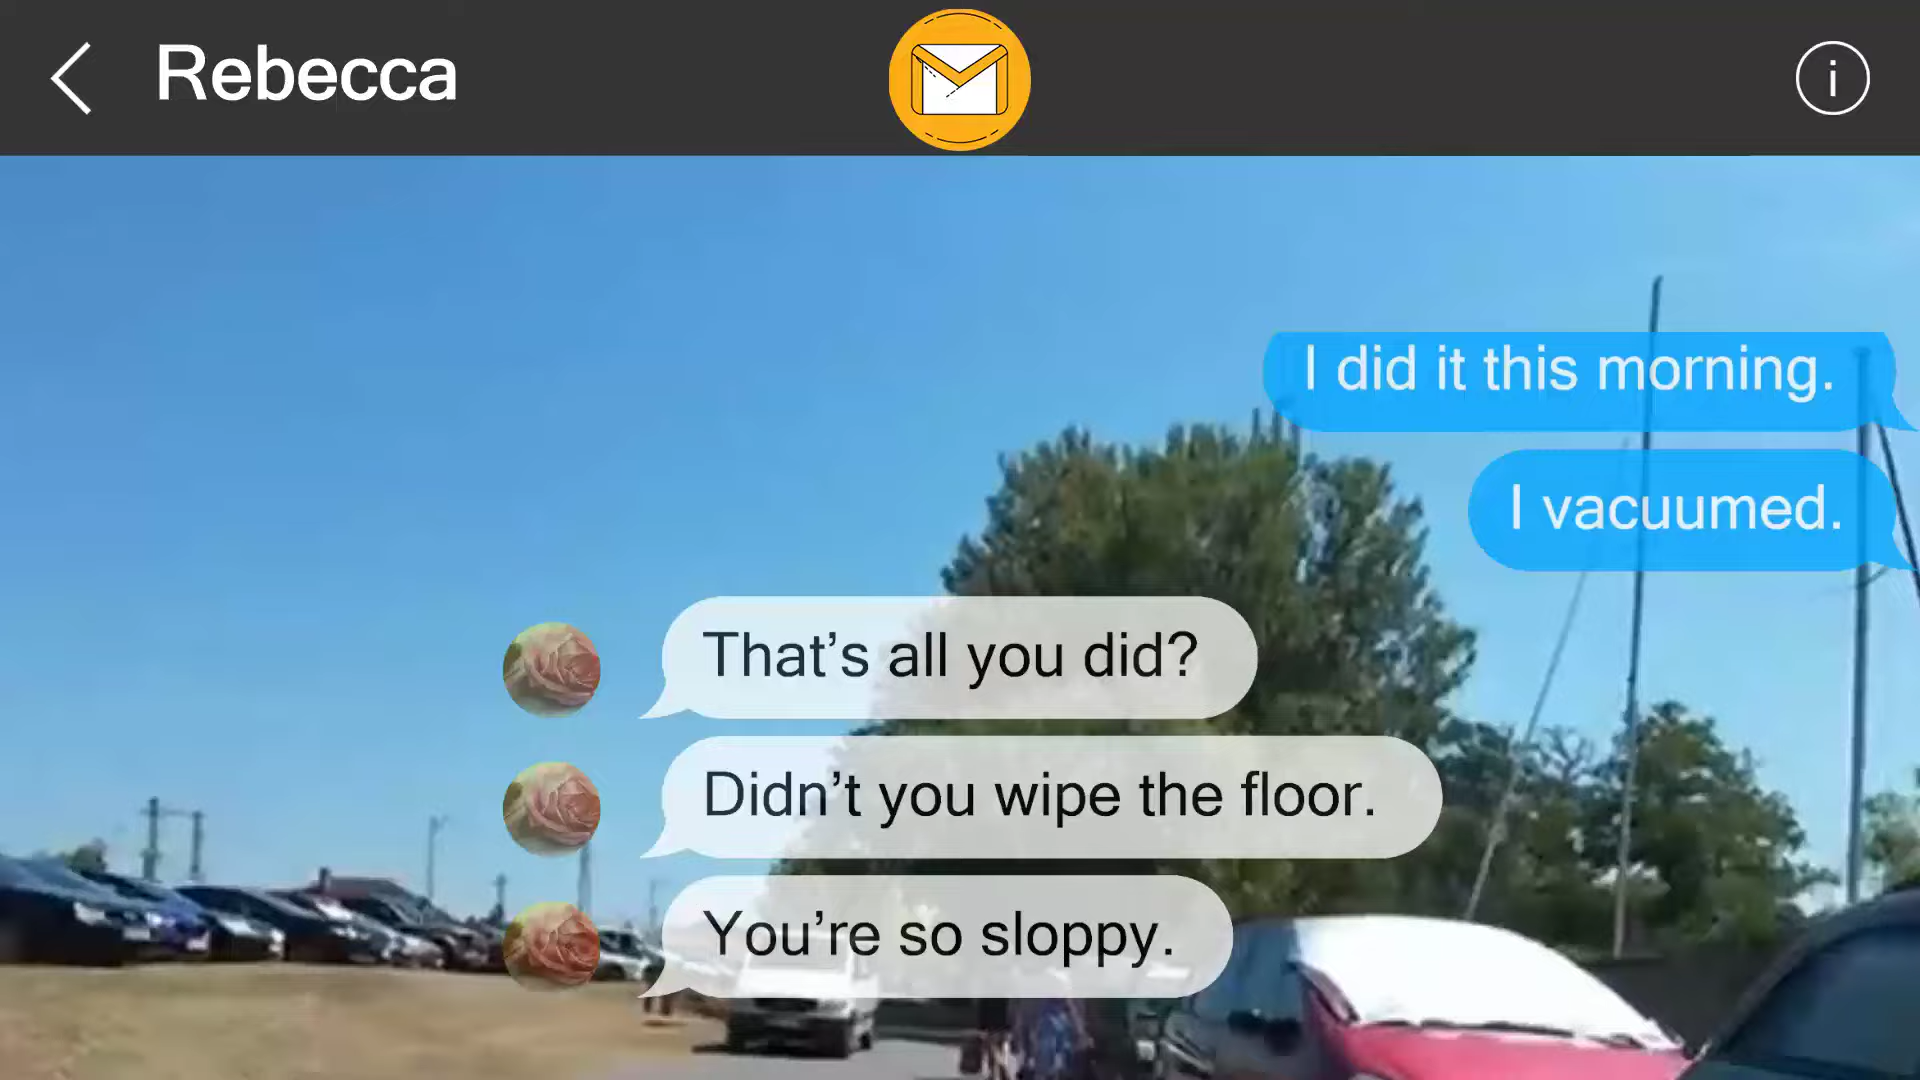 Rebecca
I did it this morning.
I vacuumed.
That’s all you did?
Didn’t you wipe the floor.
You’re so sloppy.